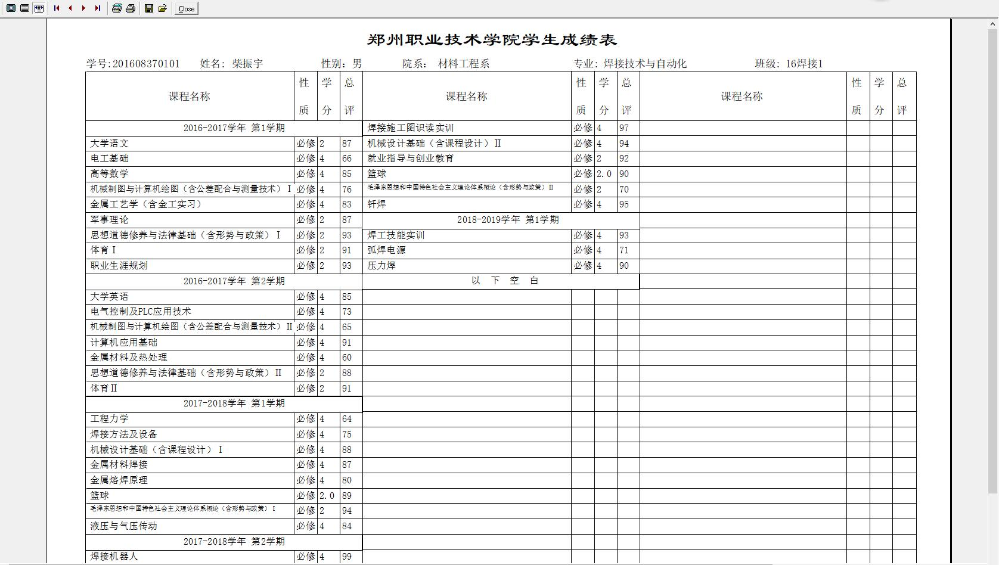 Close
郑州职业技术学院学生成绩表
学号:201608370101 姓名: 柴振宇 性别: 男 院系: 材料工程系 专业: 焊接技术与自动化 班级: 16焊接1
课程名称 性质 学分 总评 课程名称 性质 学分 总评 课程名称 性质 学分 总评
2016-2017学年 第1学期
大学语文 必修 2 87
电工基础 必修 4 66
高等数学 必修 4 85
机械制图与计算机绘图（含公差配合与测量技术）Ⅰ 必修 4 76
金属工艺学（含金工实习） 必修 4 83
军事理论 必修 2 87
思想道德修养与法律基础（含形势与政策）Ⅰ 必修 2 93
体育Ⅰ 必修 2 91
职业生涯规划 必修 2 93
2016-2017学年 第2学期
大学英语 必修 4 85
电气控制及PLC应用技术 必修 4 73
机械制图与计算机绘图（含公差配合与测量技术）Ⅱ 必修 4 65
计算机应用基础 必修 4 91
金属材料及热处理 必修 4 60
思想道德修养与法律基础（含形势与政策）Ⅱ 必修 2 88
体育Ⅱ 必修 2 91
2017-2018学年 第1学期
工程力学 必修 4 64
焊接方法及设备 必修 4 75
机械设计基础（含课程设计）Ⅰ 必修 4 88
金属材料焊接 必修 4 87
金属熔焊原理 必修 4 80
篮球 必修 2.0 89
毛泽东思想和中国特色社会主义理论体系概论（含形势与政策）Ⅰ 必修 2 94
液压与气压传动 必修 4 84
2017-2018学年 第2学期
焊接机器人 必修 4 99
焊接施工图识读实训 必修 4 97
机械设计基础（含课程设计）Ⅱ 必修 4 94
就业指导与创业教育 必修 2 92
篮球 必修 2.0 90
毛泽东思想和中国特色社会主义理论体系概论（含形势与政策）Ⅱ 必修 2 70
钎焊 必修 4 95
2018-2019学年 第1学期
焊工技能实训 必修 4 93
弧焊电源 必修 4 71
压力焊 必修 4 90
以 下 空 白